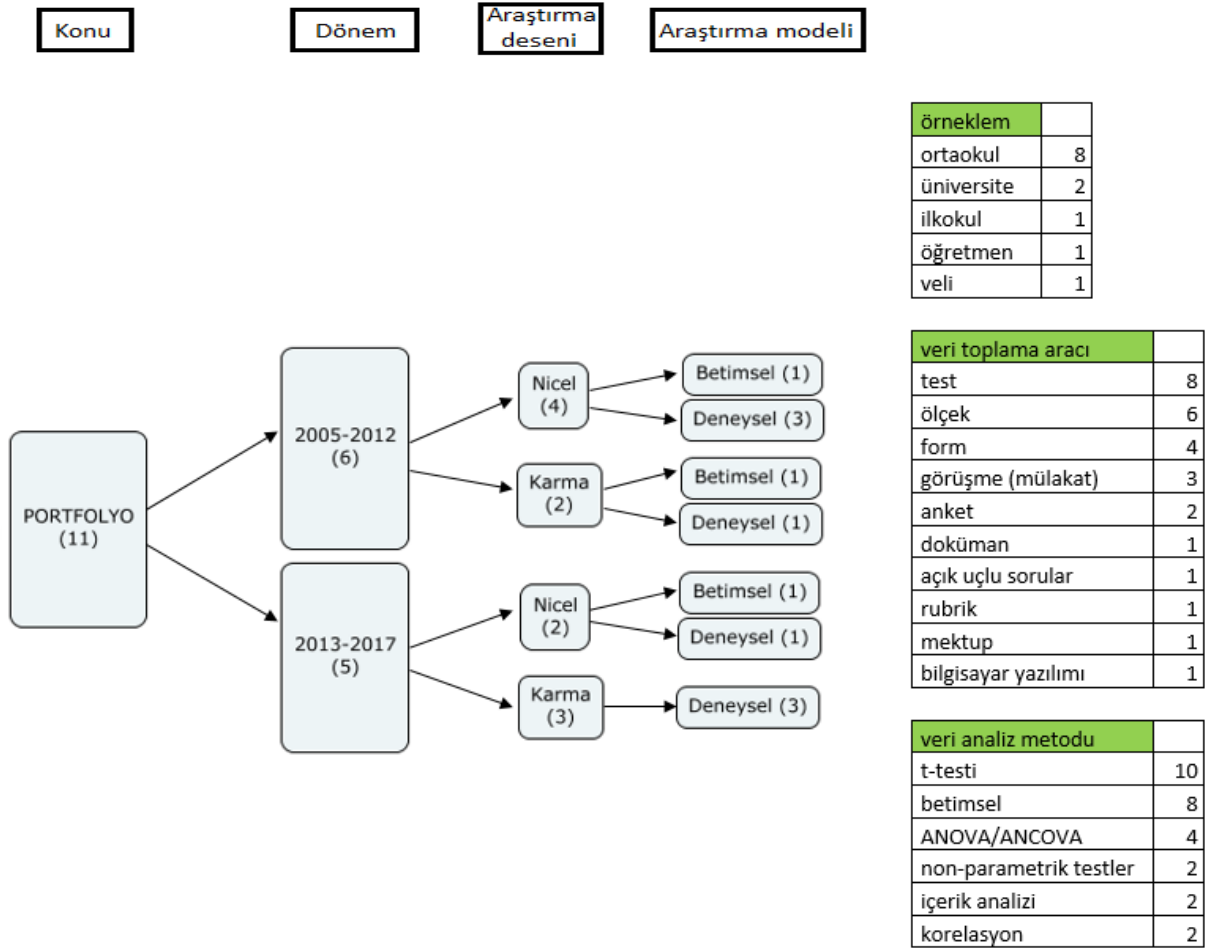 Konu
Dönem
Araştırma
deseni
Araştırma modeli
örneklem
ortaokul 8
üniversite 2
ilkokul 1
öğretmen 1
veli 1
PORTFOLYO
(11)
2005-2012
(6)
Nicel
(4)
Betimsel (1)
Deneysel (3)
Karma
(2)
Betimsel (1)
Deneysel (1)
2013-2017
(5)
Nicel
(2)
Betimsel (1)
Deneysel (1)
Karma
(3)
Deneysel (3)
veri toplama aracı
test 8
ölçek 6
form 4
görüşme (mülakat) 3
anket 2
doküman 1
açık uçlu sorular 1
rubrik 1
mektup 1
bilgisayar yazılımı 1
veri analiz metodu
t-testi 10
betimsel 8
ANOVA/ANCOVA 4
non-parametrik testler 2
içerik analizi 2
korelasyon 2